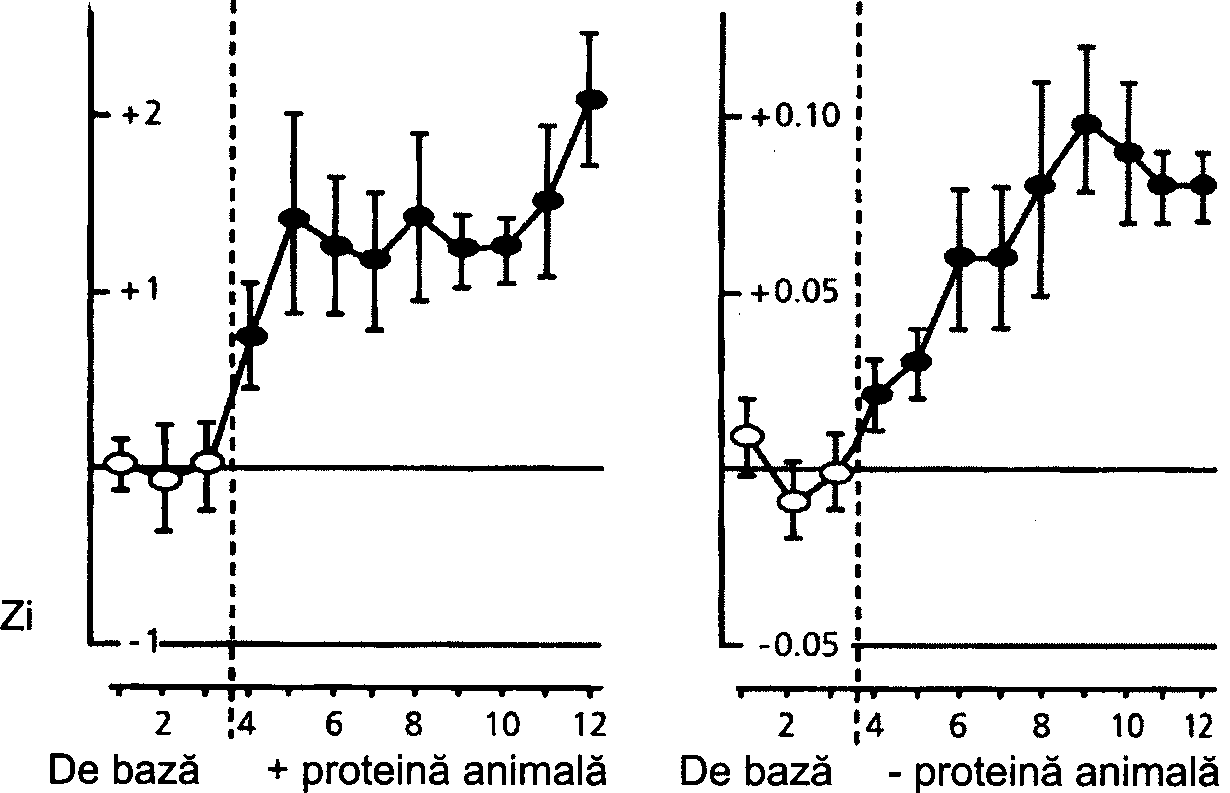 +2
+1
Zi
-1
2 4 6 8 10 12
De bază + proteină animală
+0.10
+0.05
-0.05
2 4 6 8 10 12
De bază - proteină animală